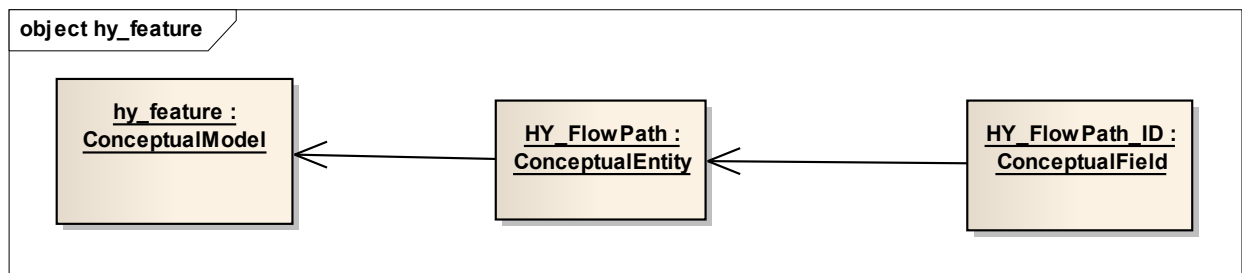 object hy_feature
hy_feature :
ConceptualModel
HY_FlowPath :
ConceptualEntity
HY_FlowPath_ID :
ConceptualField